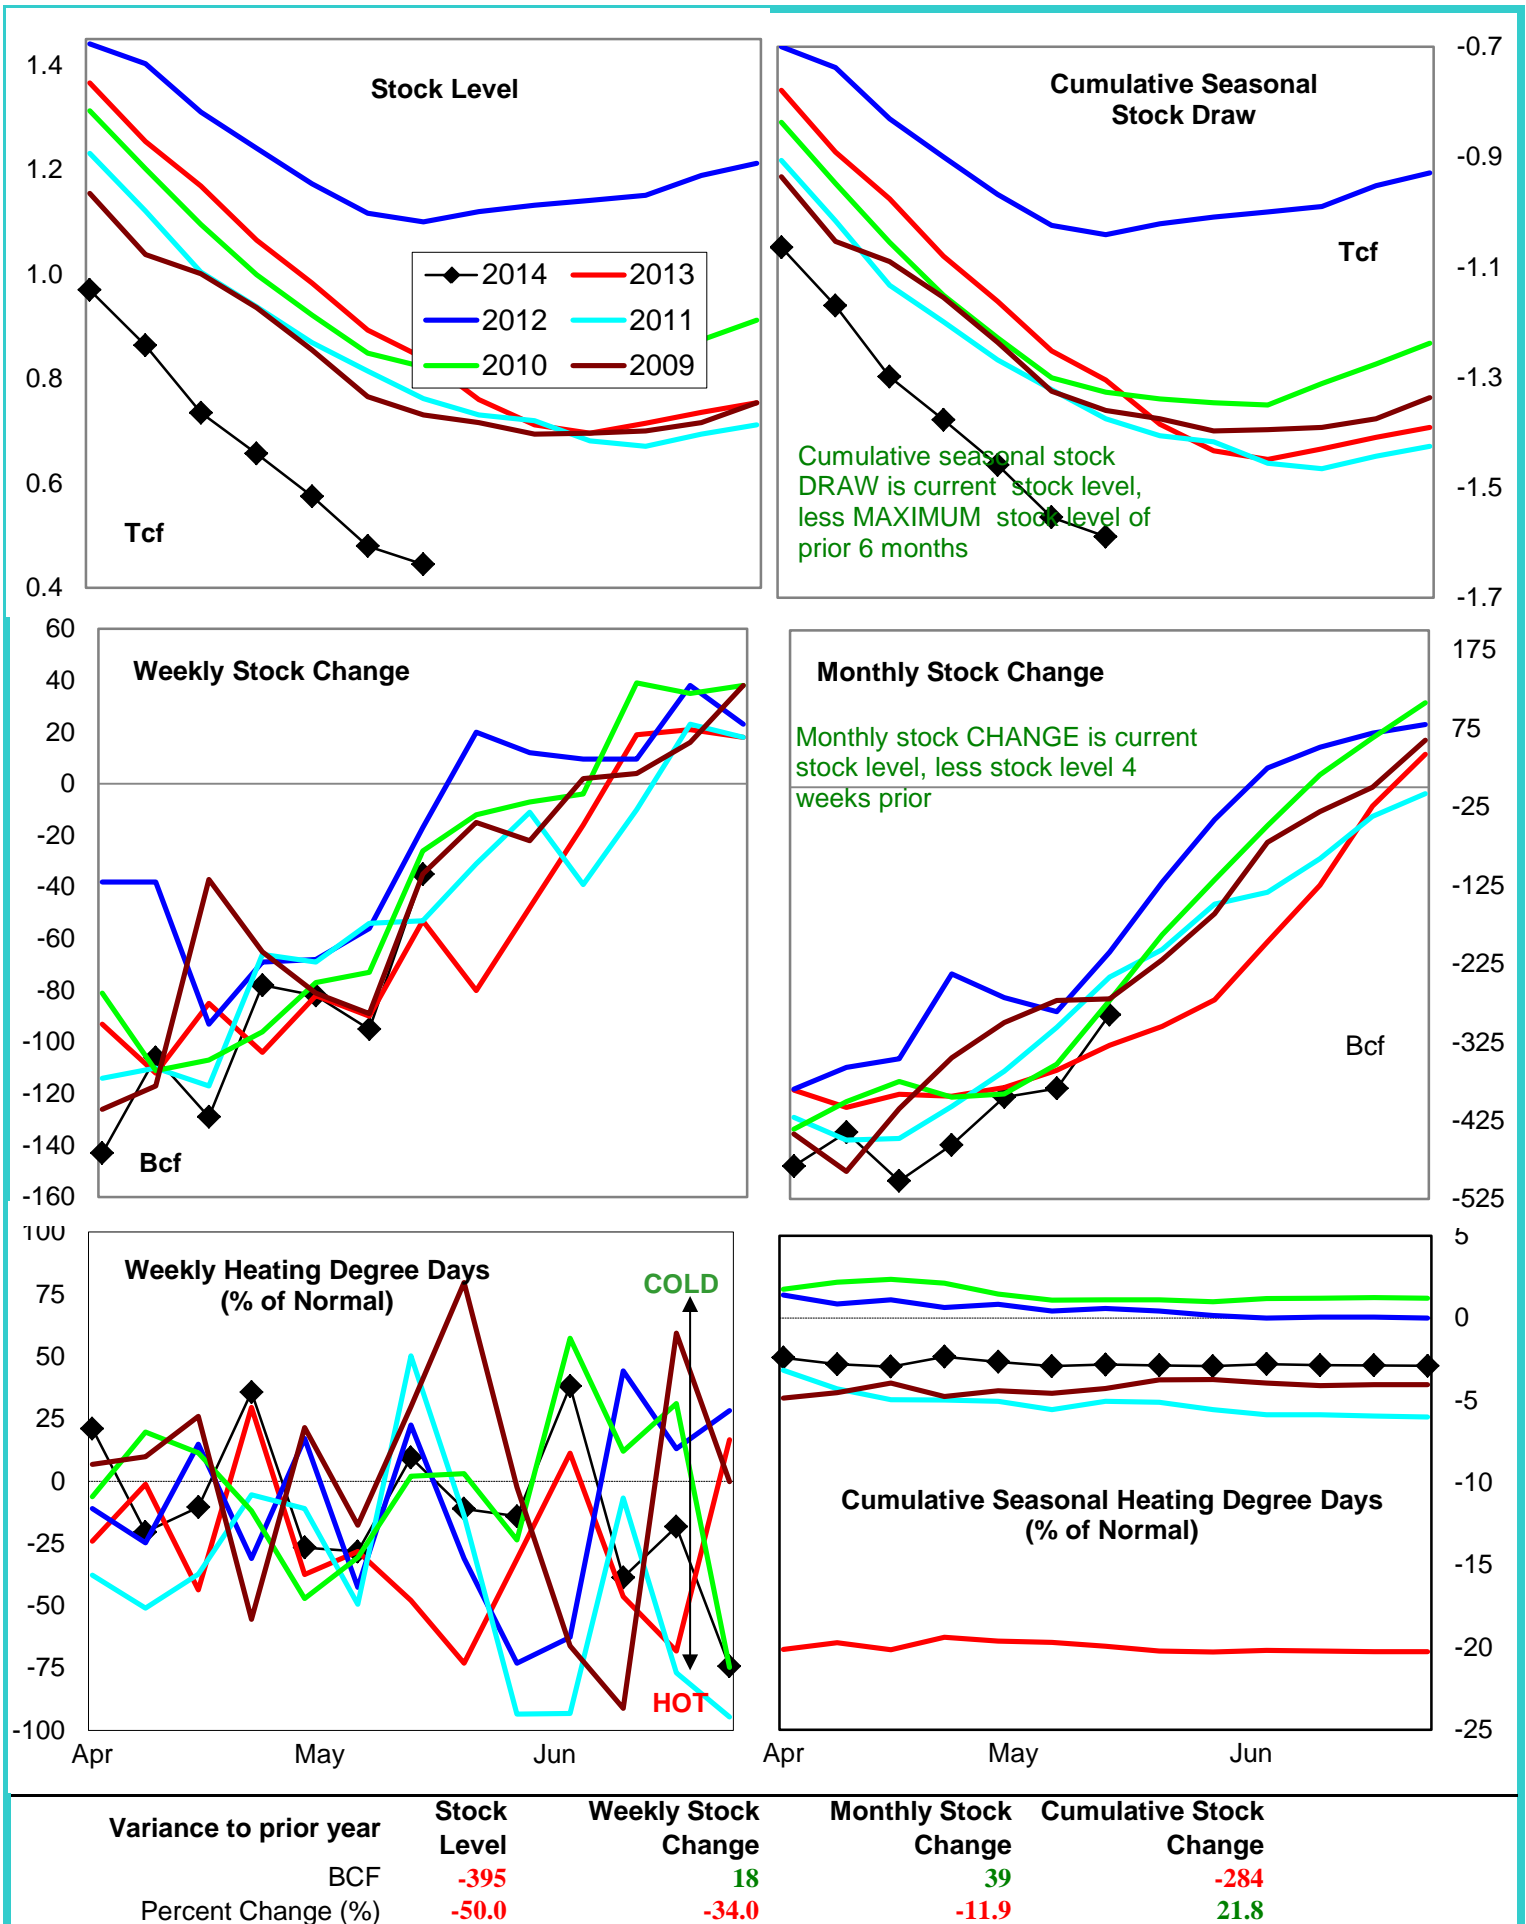 Stock Level
1.4
1.2
1.0
0.8
0.6
0.4
2014 2013
2012 2011
2010 2009
Tcf
Cumulative Seasonal
Stock Draw
-0.7
-0.9
-1.1
-1.3
-1.5
-1.7
Tcf
Cumulative seasonal stock
DRAW is current stock level,
less MAXIMUM stock level of
prior 6 months
Weekly Stock Change
60
40
20
0
-20
-40
-60
-80
-100
-120
-140
-160
Bcf
Monthly Stock Change
Monthly stock CHANGE is current
stock level, less stock level 4
weeks prior
175
75
-25
-125
-225
-325
-425
-525
Bcf
Weekly Heating Degree Days
(% of Normal)
COLD
HOT
100
75
50
25
0
-25
-50
-75
-100
Apr May Jun
Cumulative Seasonal Heating Degree Days
(% of Normal)
5
0
-5
-10
-15
-20
-25
Apr May Jun
Variance to prior year
Stock
Level
Weekly Stock
Change
Monthly Stock
Change
Cumulative Stock
Change
BCF -395 18 39 -284
Percent Change (%) -50.0 -34.0 -11.9 21.8